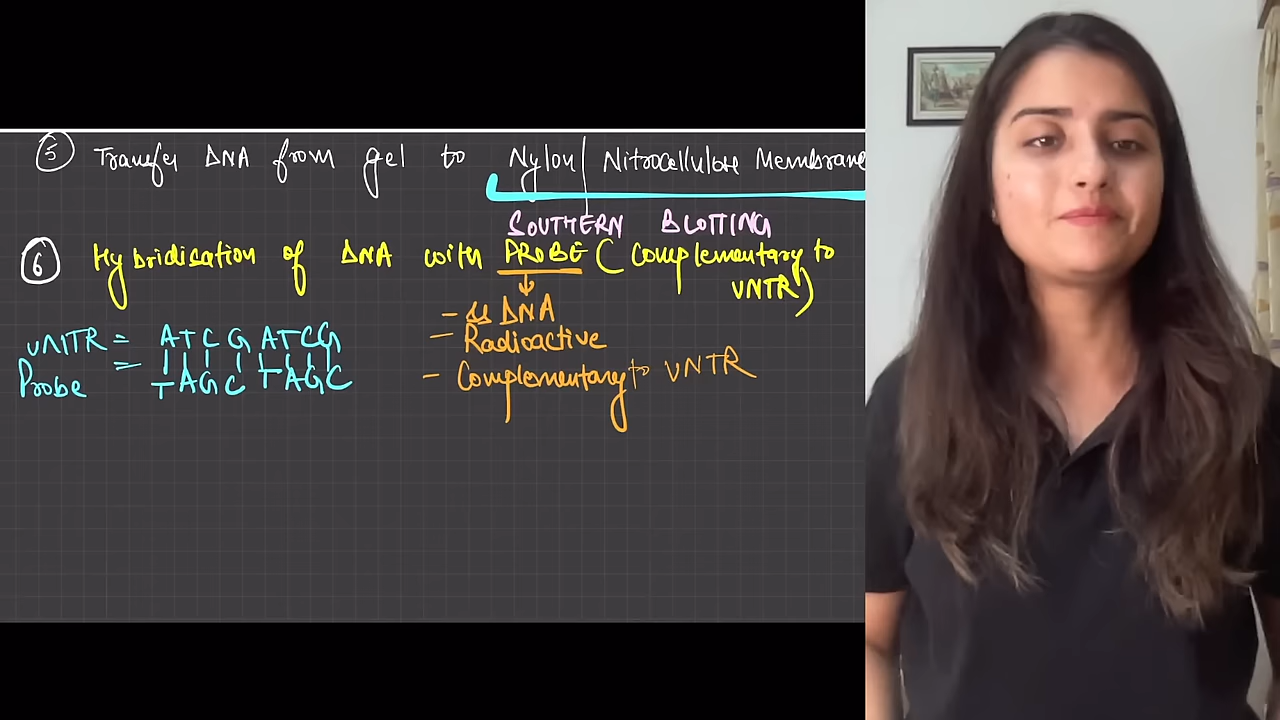 5 Transfer DNA from gel to Nylon/ Nitrocellulose Membrane
SOUTHERN BLOTTING
6 Hybridisation of DNA with PROBE (Complementary to
VNTR)
- ss DNA
- Radioactive
- Complementary to VNTR
VNTR = ATCG ATCG
Probe = TAGC TAGC